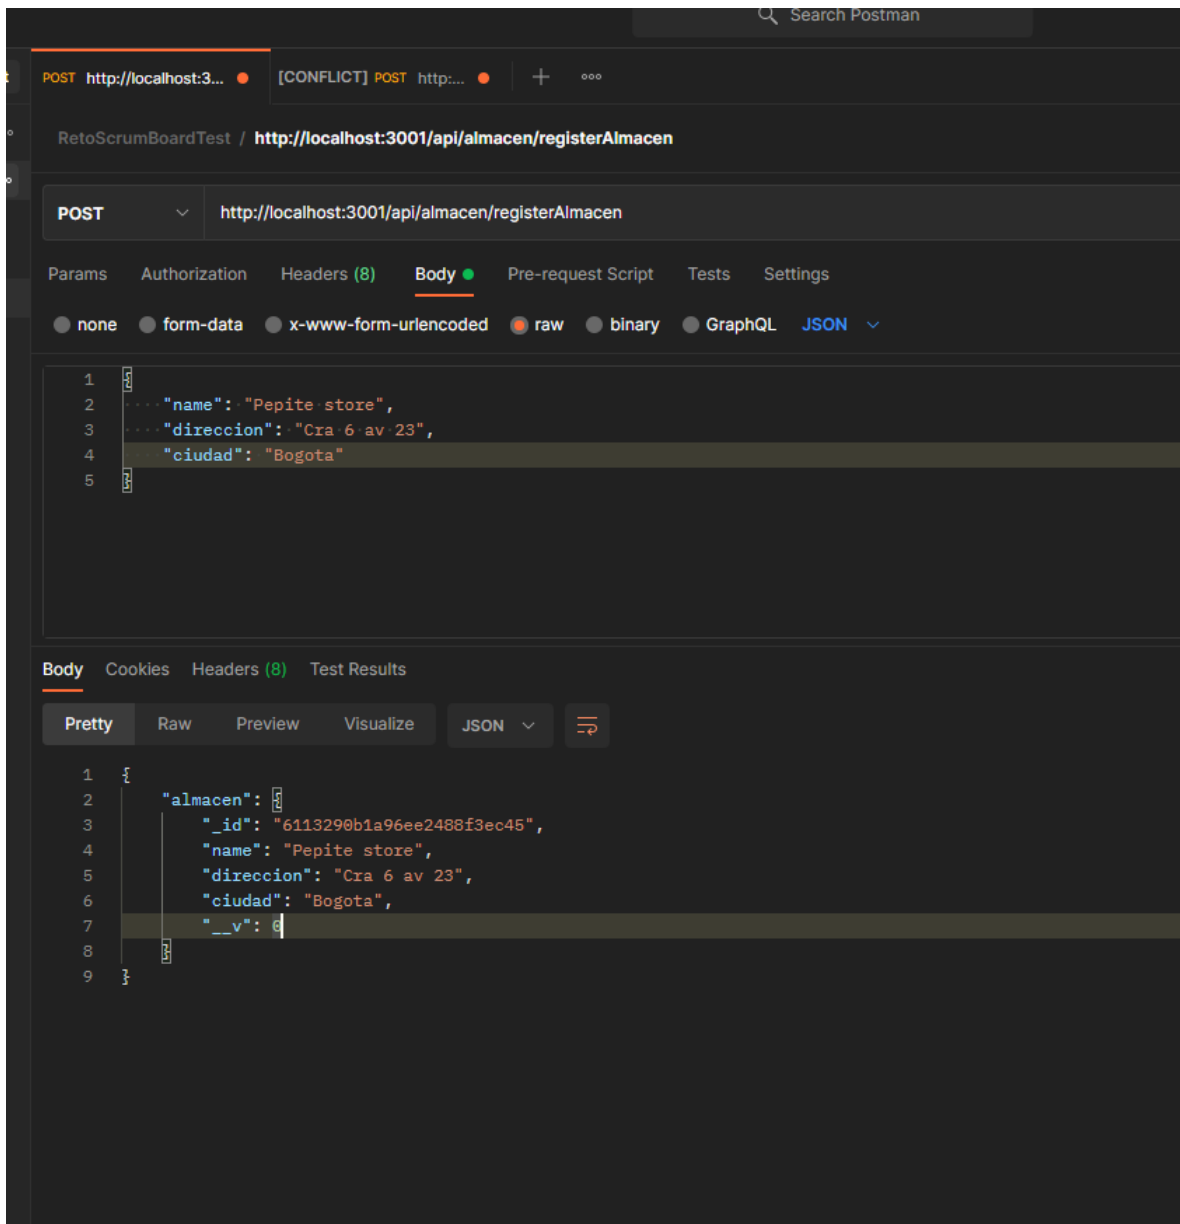 Search Postman
POST http://localhost:3... [CONFLICT] POST http:... + ooo
RetoScrumBoardTest / http://localhost:3001/api/almacen/registerAlmacen
POST http://localhost:3001/api/almacen/registerAlmacen
Params Authorization Headers (8) Body Pre-request Script Tests Settings
none form-data x-www-form-urlencoded raw binary GraphQL JSON
1 {
2 "name": "Pepite store",
3 "direccion": "Cra 6 av 23",
4 "ciudad": "Bogota"
5 }
Body Cookies Headers (8) Test Results
Pretty Raw Preview Visualize JSON
1 {
2 "almacen": {
3 "_id": "6113290b1a96ee2488f3ec45",
4 "name": "Pepite store",
5 "direccion": "Cra 6 av 23",
6 "ciudad": "Bogota",
7 "__v": 0
8 }
9 }